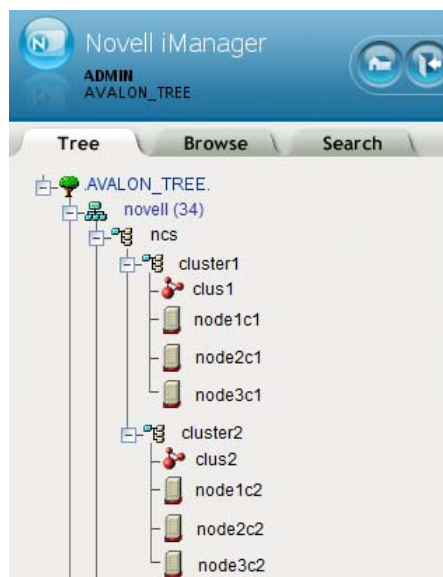 N
Novell iManager
ADMIN
AVALON_TREE
Tree Browse Search
.AVALON_TREE.
novell (34)
ncs
cluster1
clus1
node1c1
node2c1
node3c1
cluster2
clus2
node1c2
node2c2
node3c2